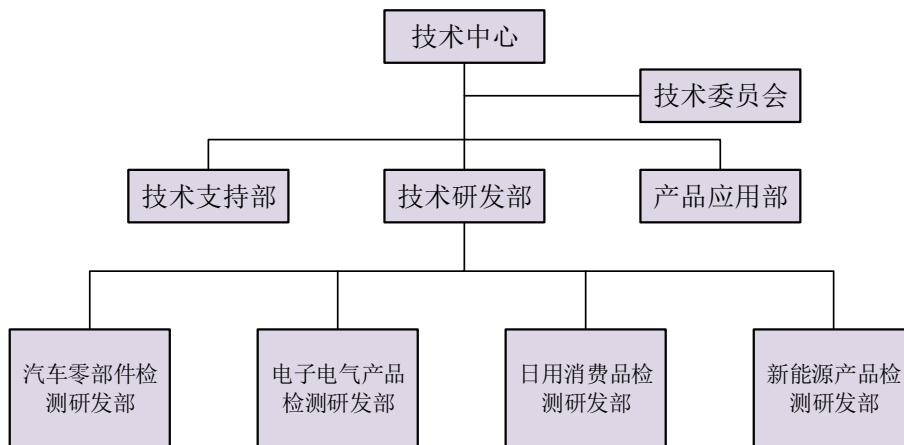 技术中心
技术委员会
技术支持部
技术研发部
产品应用部
汽车零部件检
测研发部
电子电气产品
检测研发部
日用消费品检
测研发部
新能源产品检
测研发部